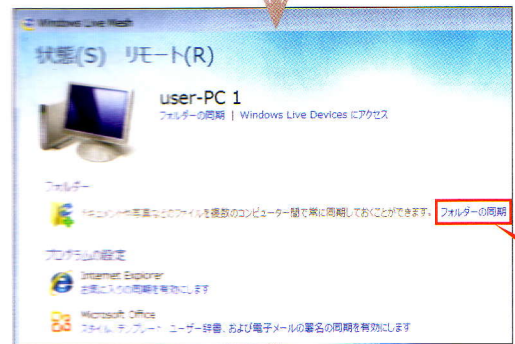 Windows Live Mesh
状態(S) リモート(R)
user-PC 1
フォルダーの同期 | Windows Live Devices にアクセス
フォルダー
ドキュメントや写真などのファイルを複数のコンピューター間で常に同期しておくことができます。 フォルダーの同期
プログラムの設定
Internet Explorer
お気に入りの同期を有効にします
Microsoft Office
スタイル、テンプレート、ユーザー辞書、および電子メールの署名の同期を有効にします